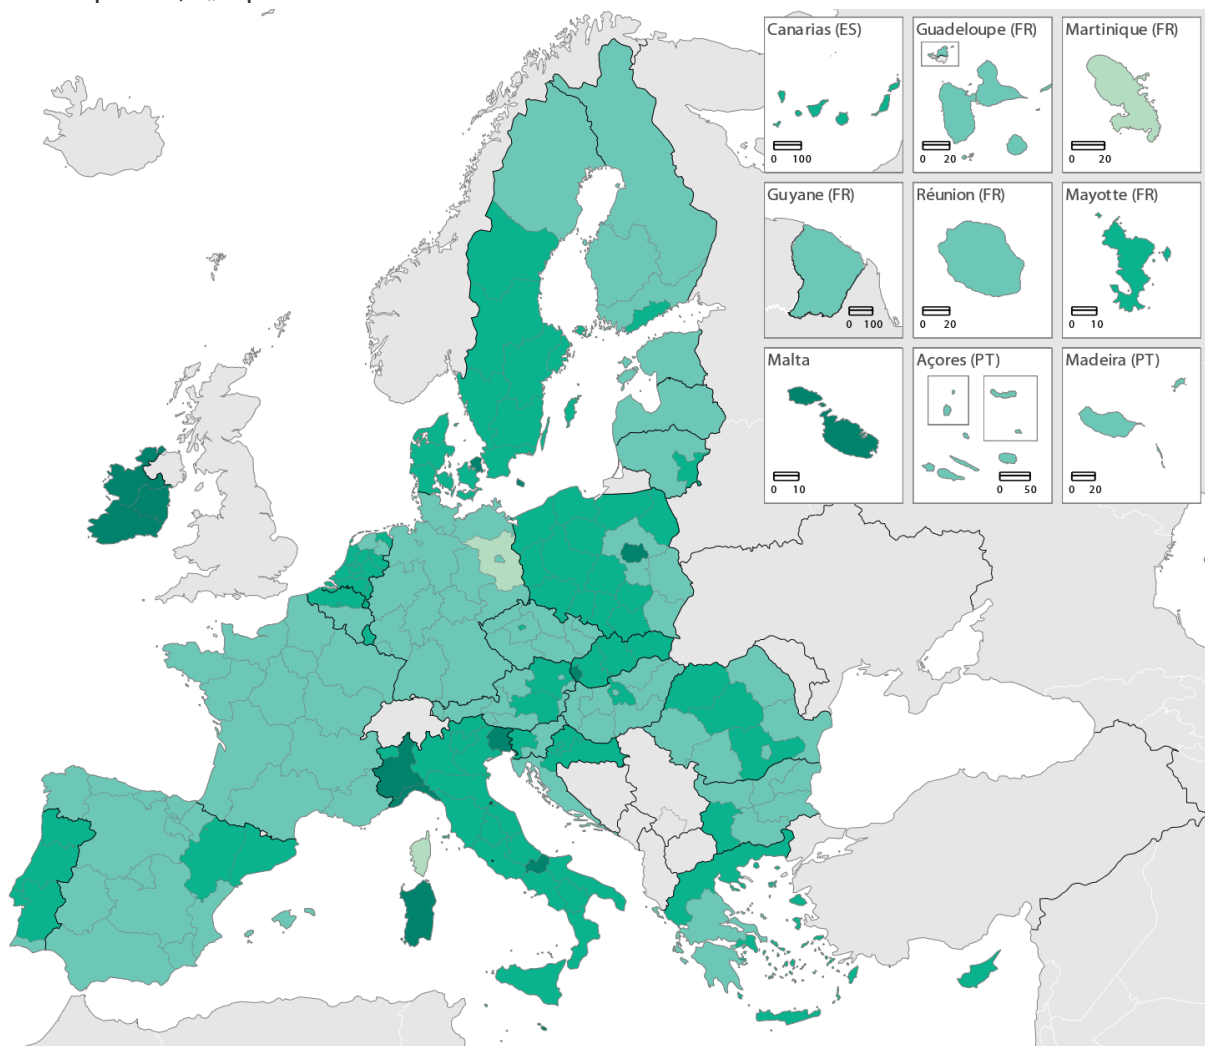 Canarias (ES)
0 100
Guadeloupe (FR)
0 20
Martinique (FR)
0 20
Guyane (FR)
0 100
Réunion (FR)
0 20
Mayotte (FR)
0 10
Malta
0 10
Açores (PT)
0 50
Madeira (PT)
0 20